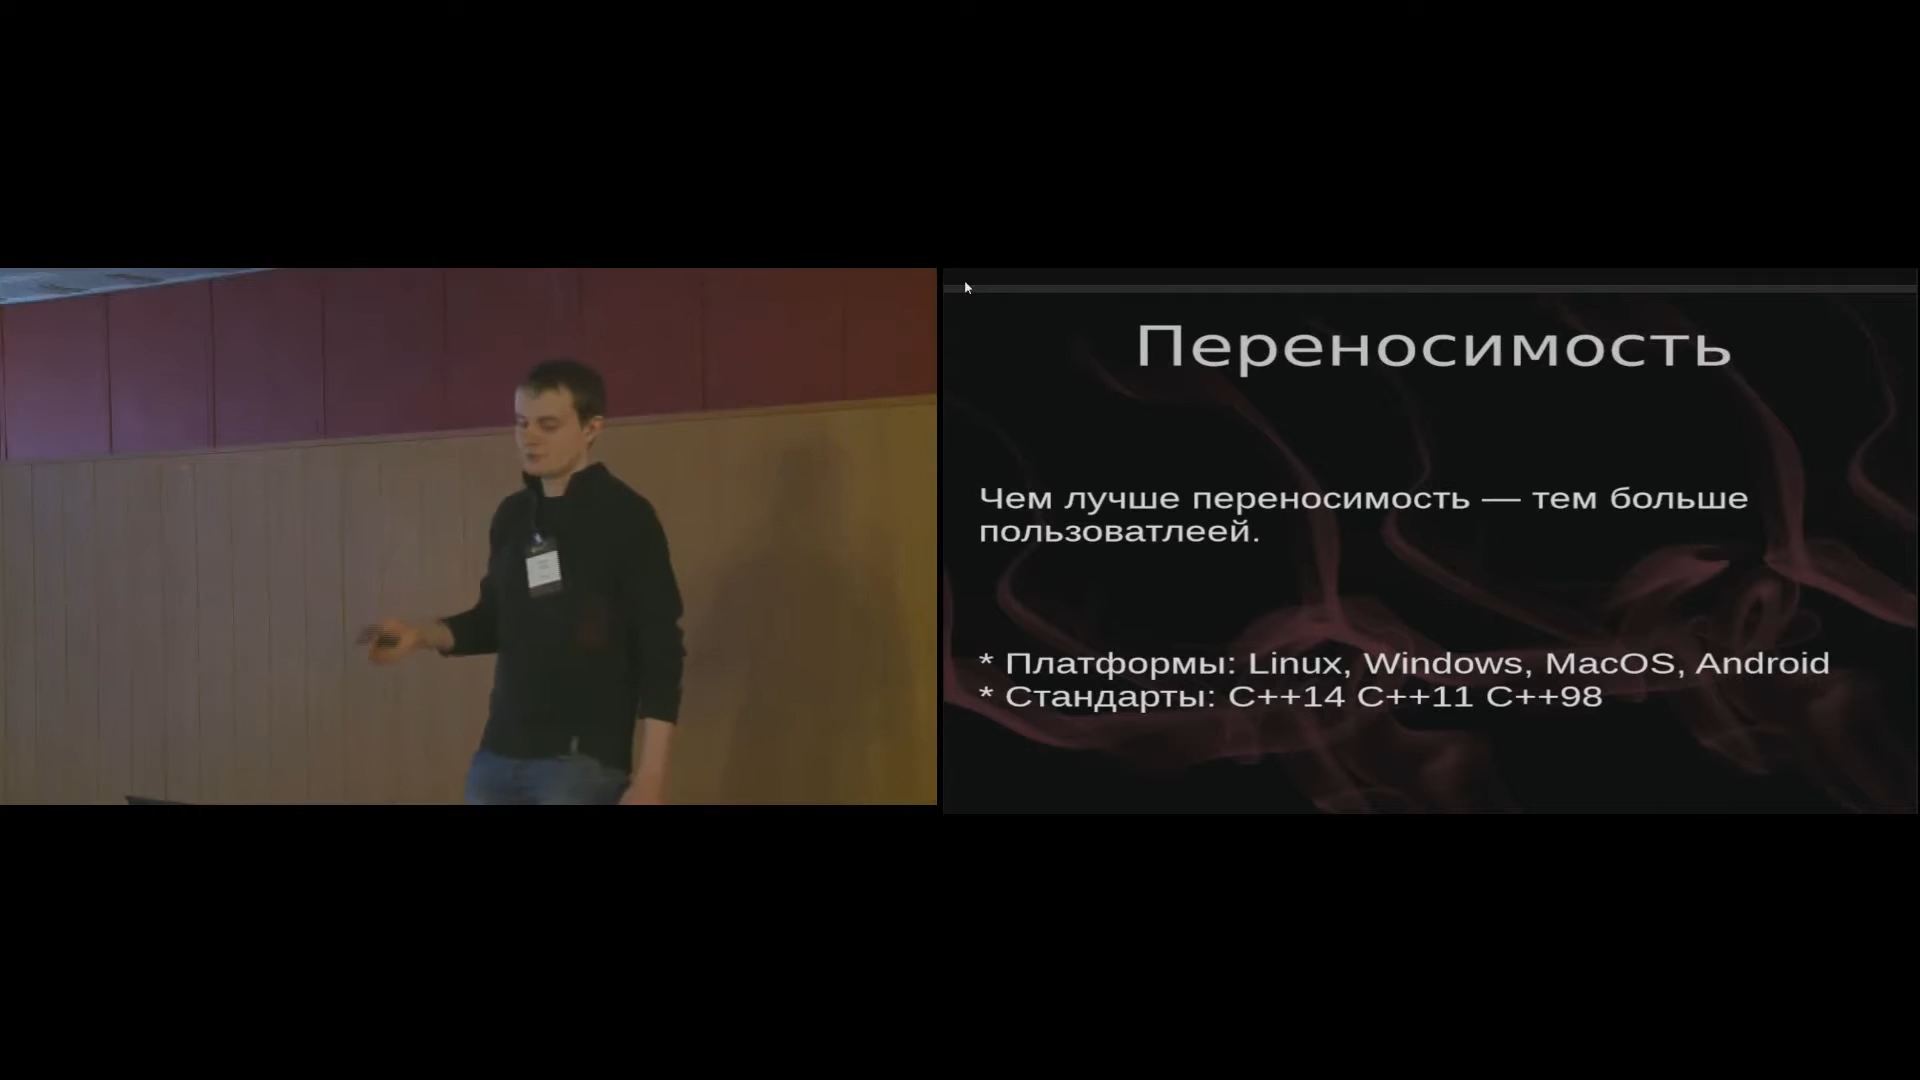 Переносимость
Чем лучше переносимость — тем больше
пользоватлеей.
* Платформы: Linux, Windows, MacOS, Android
* Стандарты: C++14 C++11 C++98